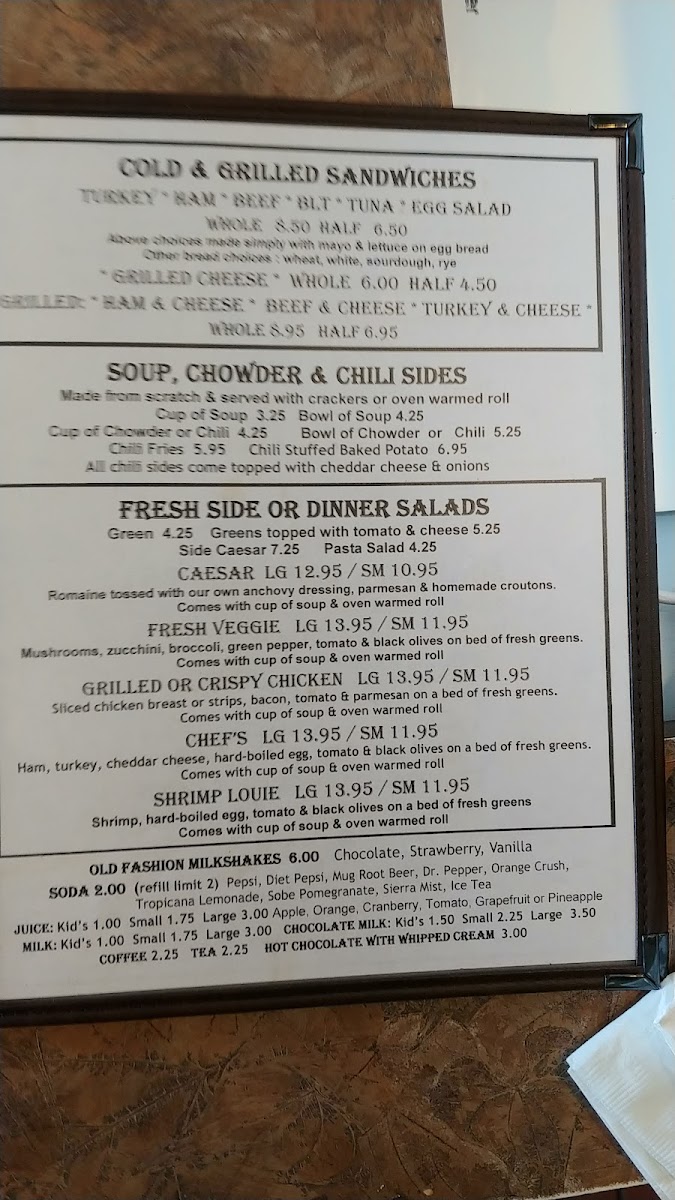 COLD & GRILLED SANDWICHES
TURKEY * HAM * BEEF * BLT * TUNA * EGG SALAD
WHOLE 8.50 HALF 6.50
Above choices made simply with mayo & lettuce on egg bread
Other bread choices : wheat, white, sourdough, rye
* GRILLED CHEESE * WHOLE 6.00 HALF 4.50
GRILLED: * HAM & CHEESE * BEEF & CHEESE * TURKEY & CHEESE *
WHOLE 8.95 HALF 6.95
SOUP, CHOWDER & CHILI SIDES
Made from scratch & served with crackers or oven warmed roll
Cup of Soup 3.25 Bowl of Soup 4.25
Cup of Chowder or Chili 4.25 Bowl of Chowder or Chili 5.25
Chili Fries 5.95 Chili Stuffed Baked Potato 6.95
All chili sides come topped with cheddar cheese & onions
FRESH SIDE OR DINNER SALADS
Green 4.25 Greens topped with tomato & cheese 5.25
Side Caesar 7.25 Pasta Salad 4.25
CAESAR LG 12.95 / SM 10.95
Romaine tossed with our own anchovy dressing, parmesan & homemade croutons.
Comes with cup of soup & oven warmed roll
FRESH VEGGIE LG 13.95 / SM 11.95
Mushrooms, zucchini, broccoli, green pepper, tomato & black olives on bed of fresh greens.
Comes with cup of soup & oven warmed roll
GRILLED OR CRISPY CHICKEN LG 13.95 / SM 11.95
Sliced chicken breast or strips, bacon, tomato & parmesan on a bed of fresh greens.
Comes with cup of soup & oven warmed roll
CHEF'S LG 13.95 / SM 11.95
Ham, turkey, cheddar cheese, hard-boiled egg, tomato & black olives on a bed of fresh greens.
Comes with cup of soup & oven warmed roll
SHRIMP LOUIE LG 13.95 / SM 11.95
Shrimp, hard-boiled egg, tomato & black olives on a bed of fresh greens
Comes with cup of soup & oven warmed roll
OLD FASHION MILKSHAKES 6.00 Chocolate, Strawberry, Vanilla
SODA 2.00 (refill limit 2) Pepsi, Diet Pepsi, Mug Root Beer, Dr. Pepper, Orange Crush,
Tropicana Lemonade, Sobe Pomegranate, Sierra Mist, Ice Tea
JUICE: Kid's 1.00 Small 1.75 Large 3.00 Apple, Orange, Cranberry, Tomato, Grapefruit or Pineapple
MILK: Kid's 1.00 Small 1.75 Large 3.00 CHOCOLATE MILK: Kid's 1.50 Small 2.25 Large 3.50
COFFEE 2.25 TEA 2.25 HOT CHOCOLATE WITH WHIPPED CREAM 3.00